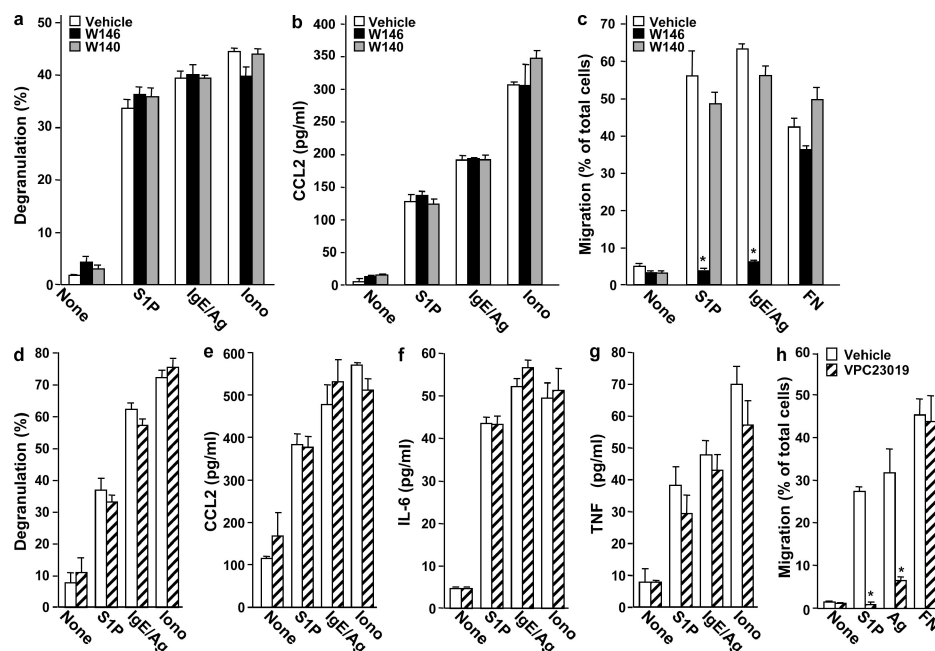 a
Vehicle
W146
W140
Degranulation (%)
50
40
30
20
10
0
None
S1P
IgE/Ag
Iono
b
Vehicle
W146
W140
CCL2 (pg/ml)
400
350
300
250
200
150
100
50
0
None
S1P
IgE/Ag
Iono
c
Vehicle
W146
W140
Migration (% of total cells)
70
60
50
40
30
20
10
0
*
*
None
S1P
IgE/Ag
FN
d
Degranulation (%)
80
70
60
50
40
30
20
10
0
None
S1P
IgE/Ag
Iono
e
CCL2 (pg/ml)
600
500
400
300
200
100
0
None
S1P
IgE/Ag
Iono
f
IL-6 (pg/ml)
60
50
40
30
20
10
0
None
S1P
IgE/Ag
Iono
g
TNF (pg/ml)
80
70
60
50
40
30
20
10
0
None
S1P
IgE/Ag
Iono
h
Vehicle
VPC23019
Migration (% of total cells)
60
50
40
30
20
10
0
*
*
None
S1P
Ag
FN